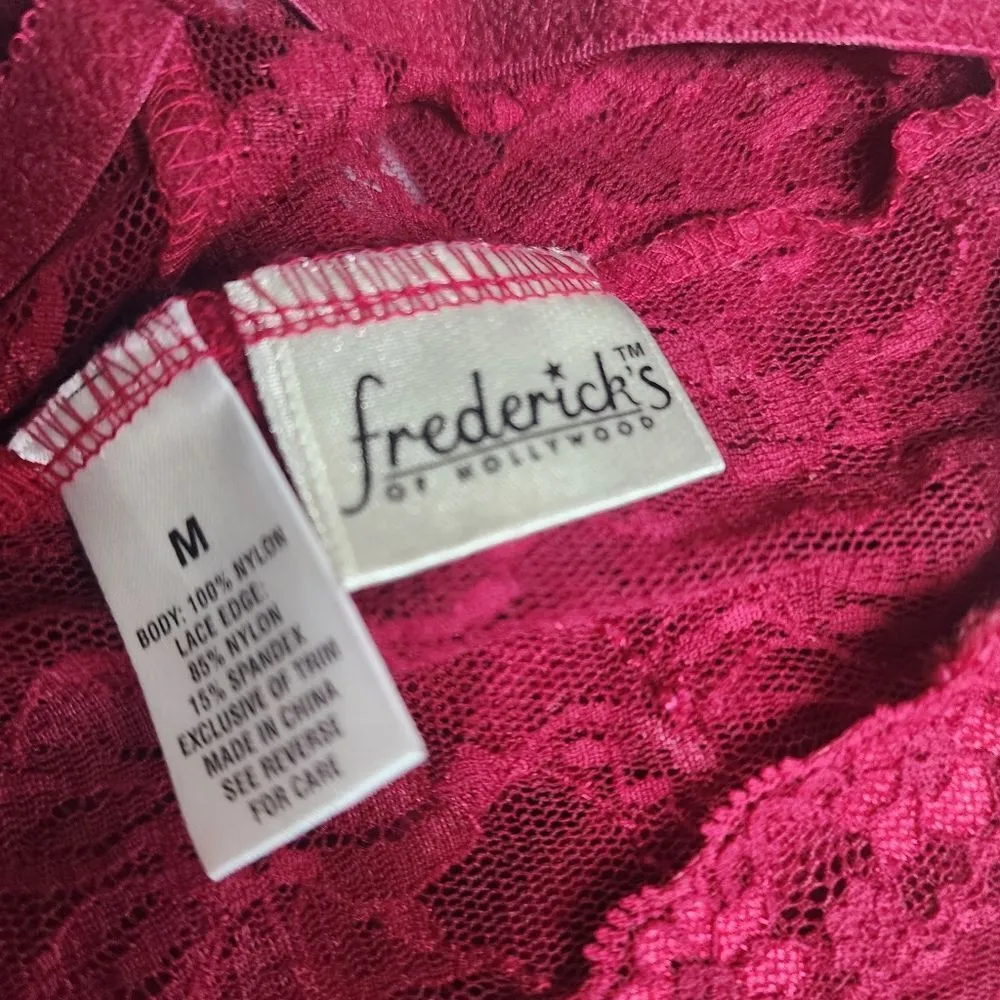 frederick's™
OF HOLLYWOOD
M
BODY: 100% NYLON
LACE EDGE:
85% NYLON
15% SPANDEX
EXCLUSIVE OF TRIM
MADE IN CHINA
SEE REVERSE
FOR CARE